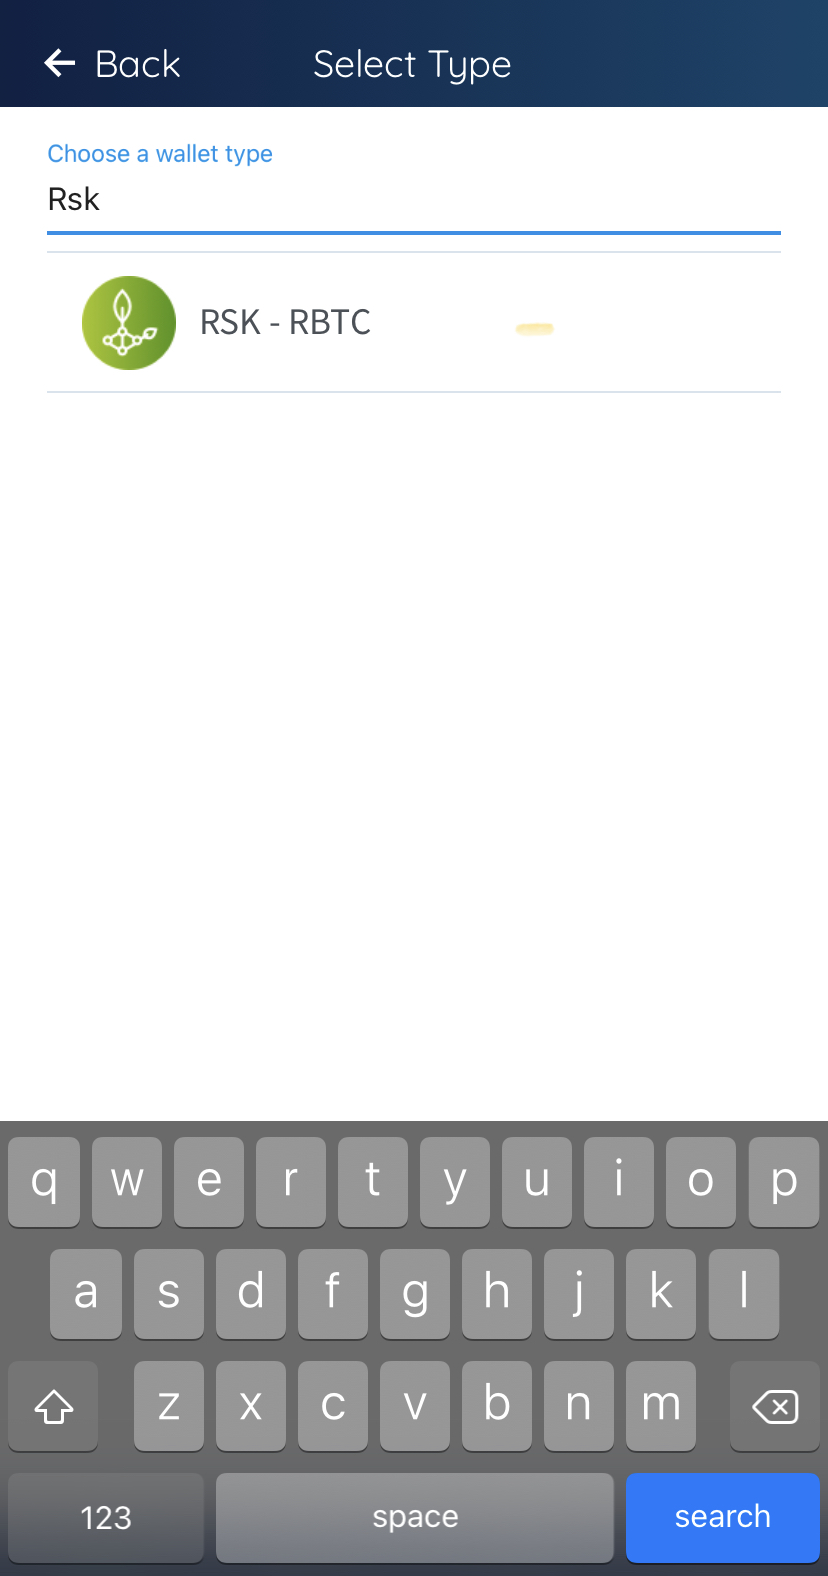 Back
Select Type
Choose a wallet type
Rsk
RSK - RBTC
q w e r t y u i o p
a s d f g h j k l
z x c v b n m
123 space search